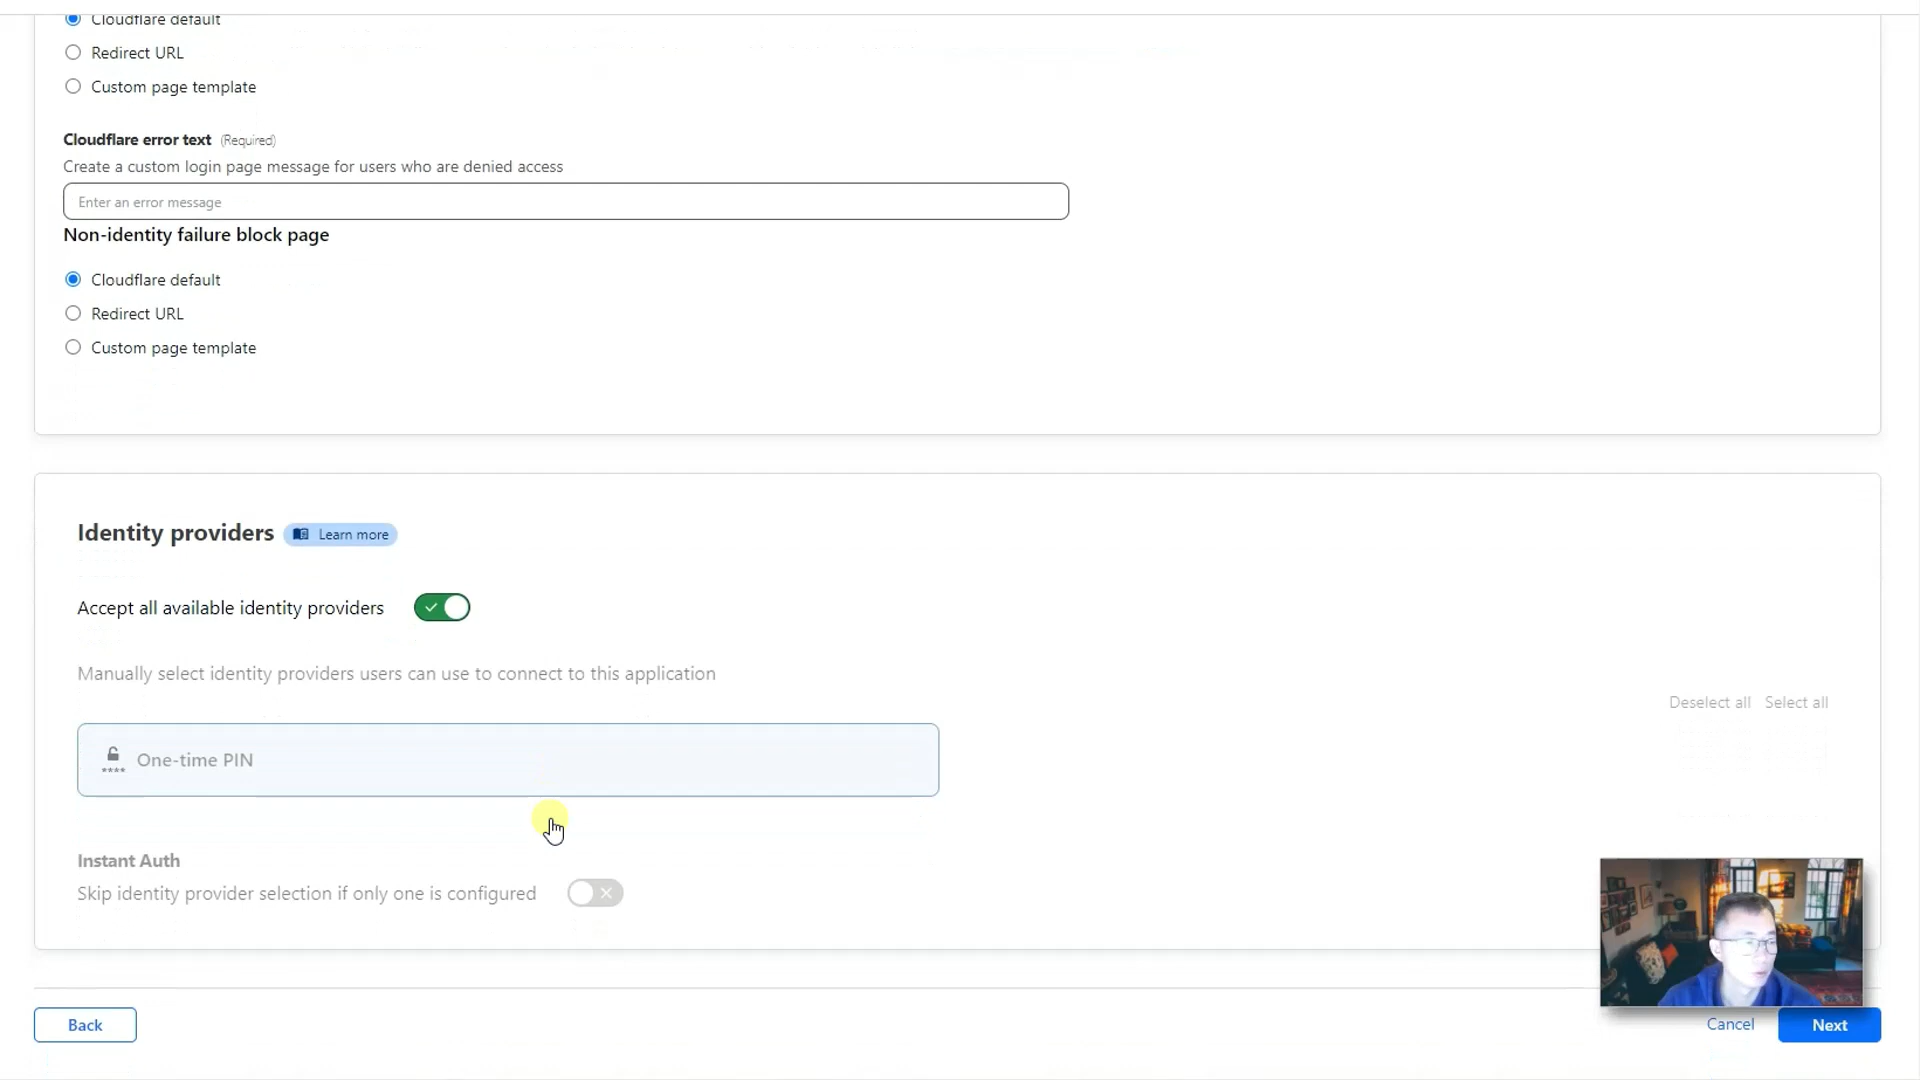 Cloudflare default
Redirect URL
Custom page template
Cloudflare error text (Required)
Create a custom login page message for users who are denied access
Enter an error message
Non-identity failure block page
Cloudflare default
Redirect URL
Custom page template
Identity providers Learn more
Accept all available identity providers
Manually select identity providers users can use to connect to this application
Deselect all Select all
**** One-time PIN
Instant Auth
Skip identity provider selection if only one is configured
Back Cancel Next